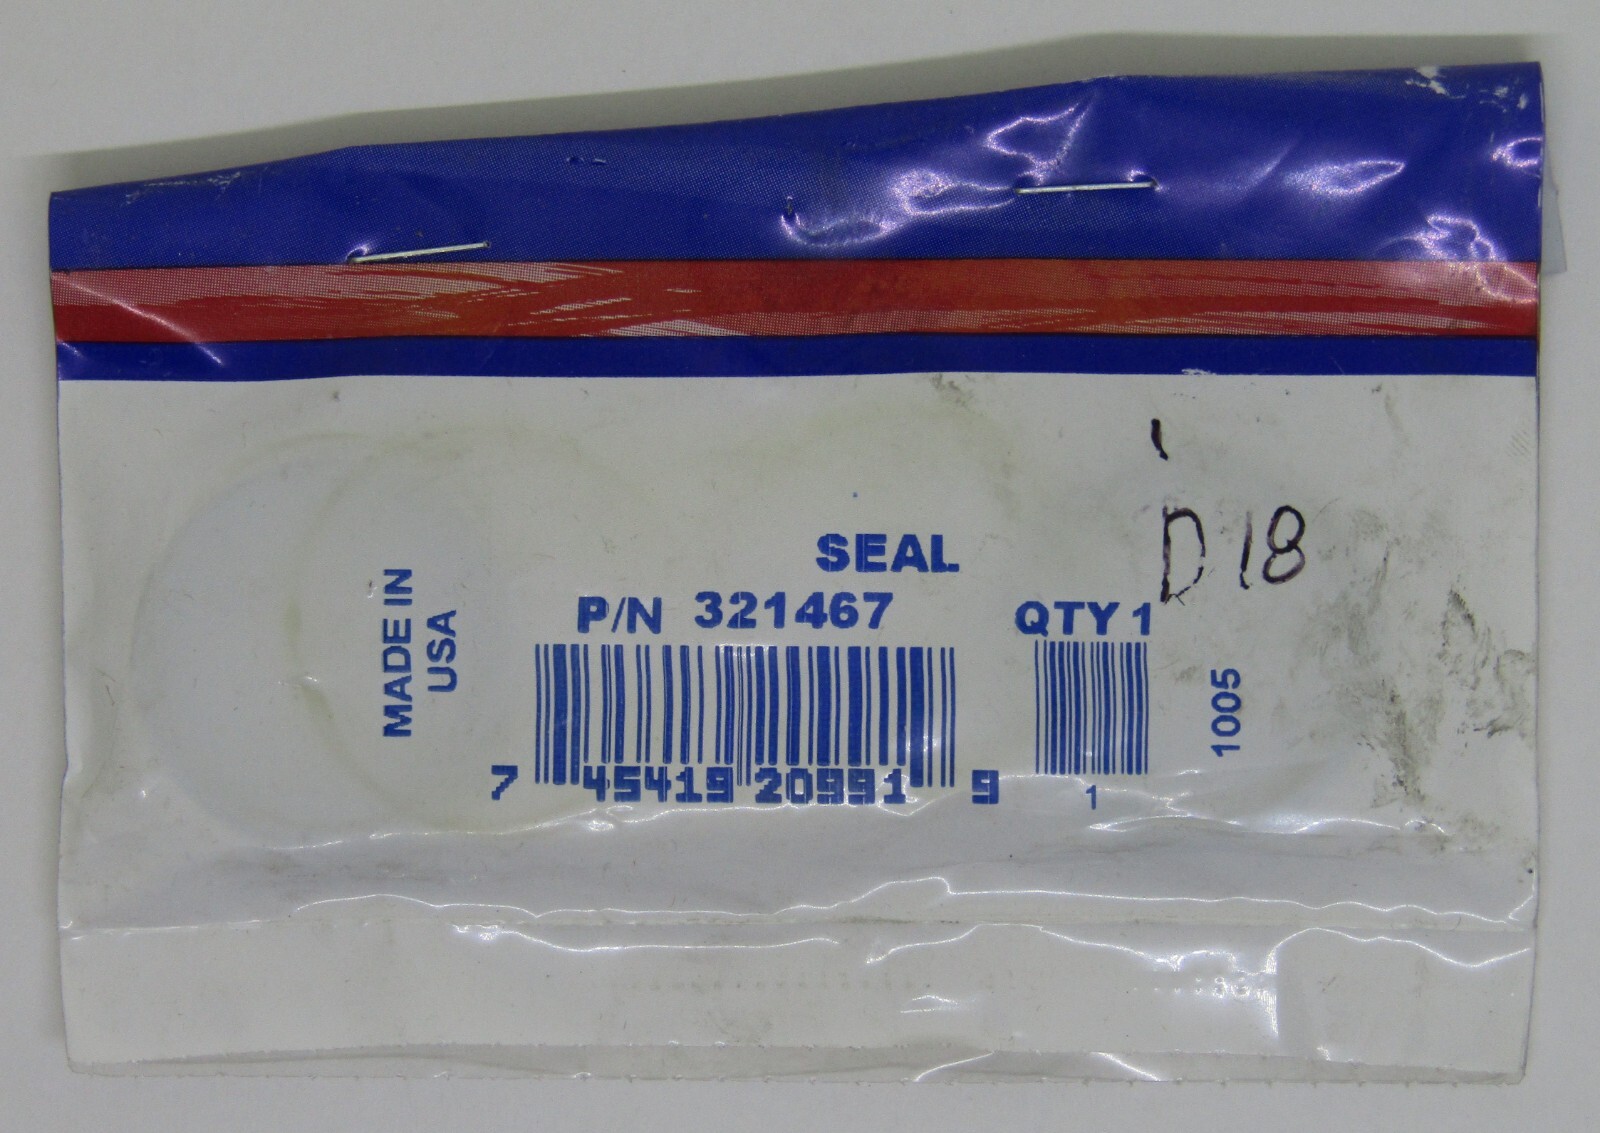 SEAL
P/N 321467
QTY 1
D18
MADE IN
USA
7 45419 20991 9
1
1005